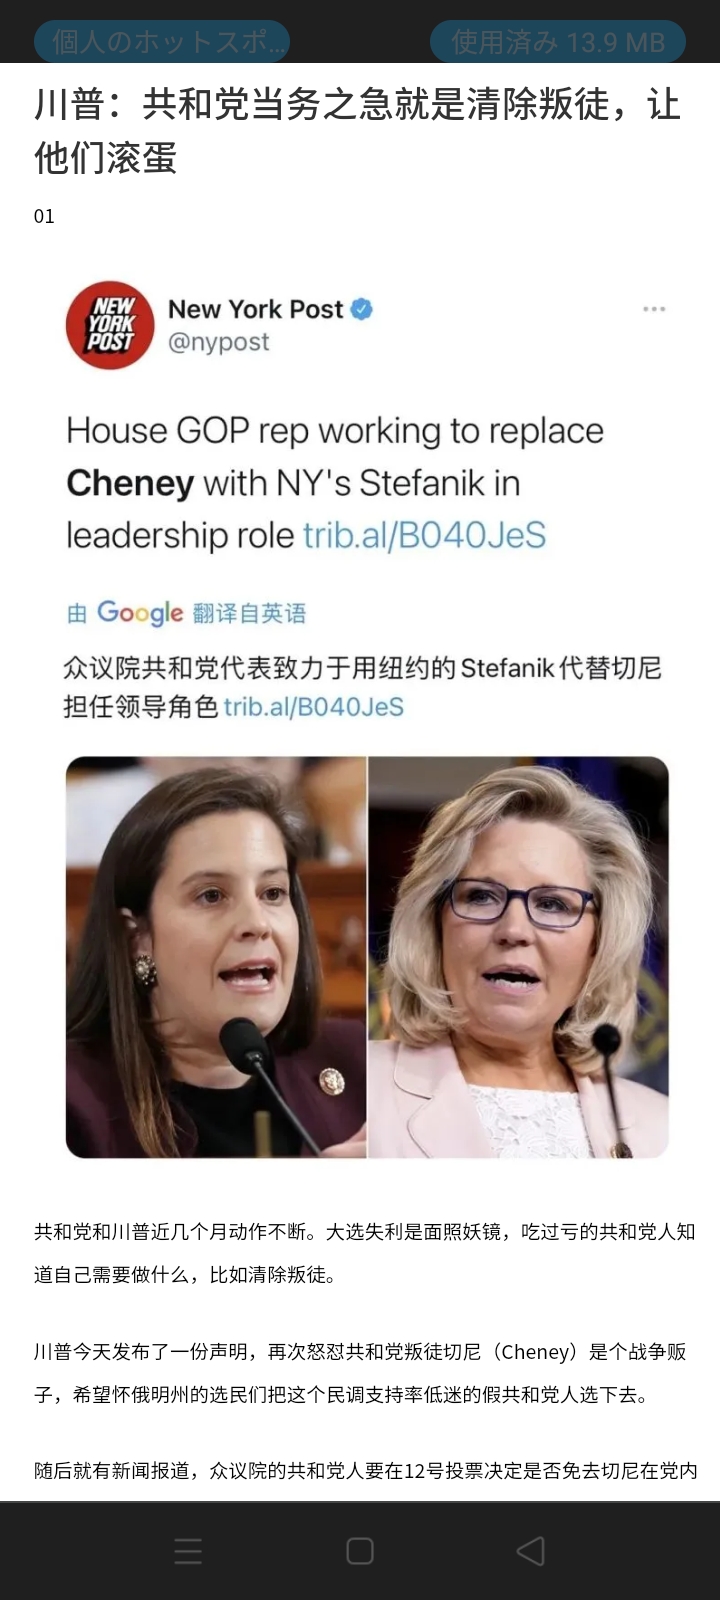 個人のホットスポ...
使用済み 13.9 MB
川普：共和党当务之急就是清除叛徒，让
他们滚蛋
01
NEW
YORK
POST
New York Post
@nypost
House GOP rep working to replace
Cheney with NY's Stefanik in
leadership role trib.al/B040JeS
由 Google 翻译自英语
众议院共和党代表致力于用纽约的Stefanik代替切尼
担任领导角色trib.al/B040JeS
共和党和川普近几个月动作不断。大选失利是面照妖镜，吃过亏的共和党人知
道自己需要做什么，比如清除叛徒。
川普今天发布了一份声明，再次怒怼共和党叛徒切尼（Cheney）是个战争贩
子，希望怀俄明州的选民们把这个民调支持率低迷的假共和党人选下去。
随后就有新闻报道，众议院的共和党人要在12号投票决定是否免去切尼在党内